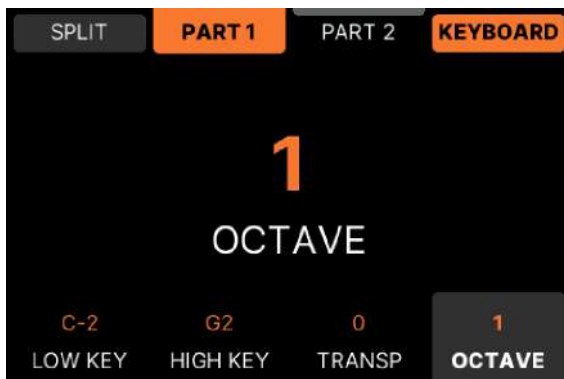 SPLIT PART 1 PART 2 KEYBOARD
1
OCTAVE
C-2 G2 0 1
LOW KEY HIGH KEY TRANSP OCTAVE